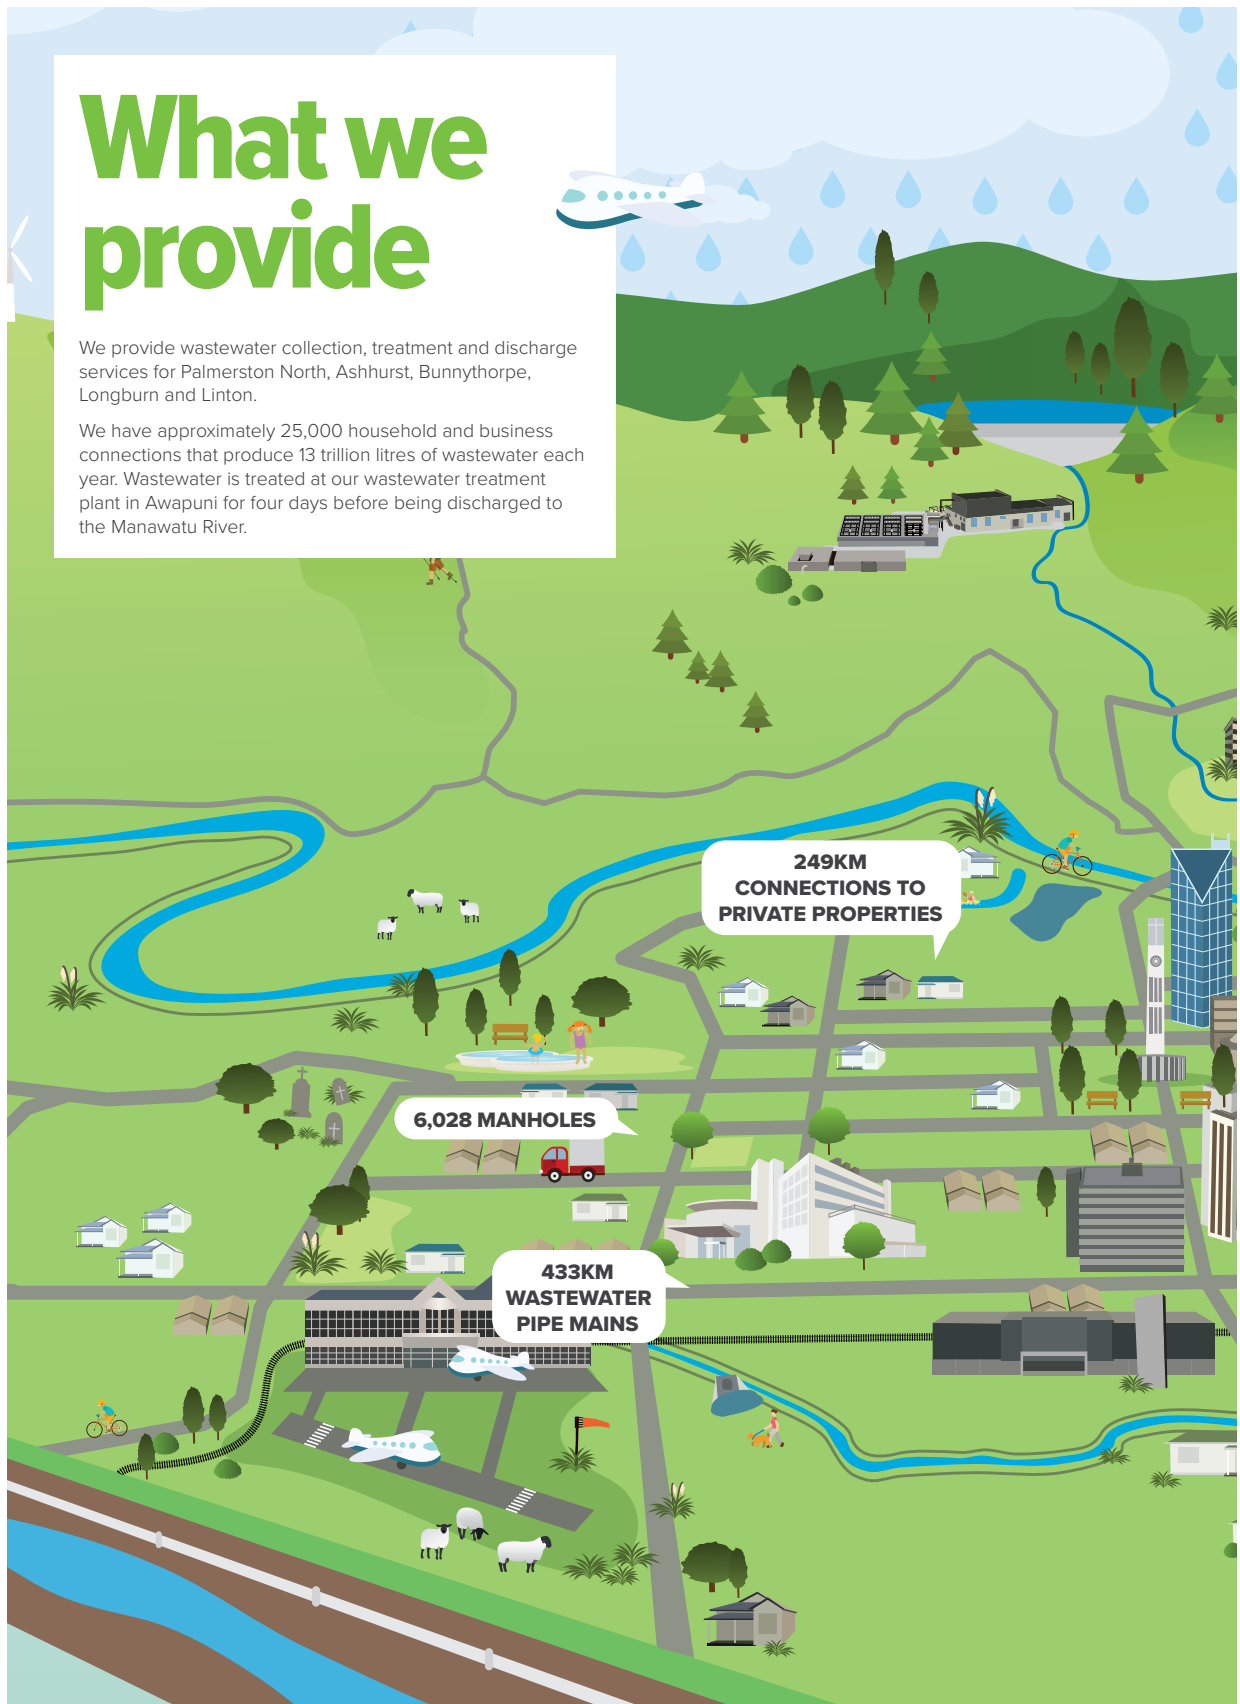 What we
provide
We provide wastewater collection, treatment and discharge
services for Palmerston North, Ashhurst, Bunnythorpe,
Longburn and Linton.
We have approximately 25,000 household and business
connections that produce 13 trillion litres of wastewater each
year. Wastewater is treated at our wastewater treatment
plant in Awapuni for four days before being discharged to
the Manawatu River.
249KM
CONNECTIONS TO
PRIVATE PROPERTIES
6,028 MANHOLES
433KM
WASTEWATER
PIPE MAINS